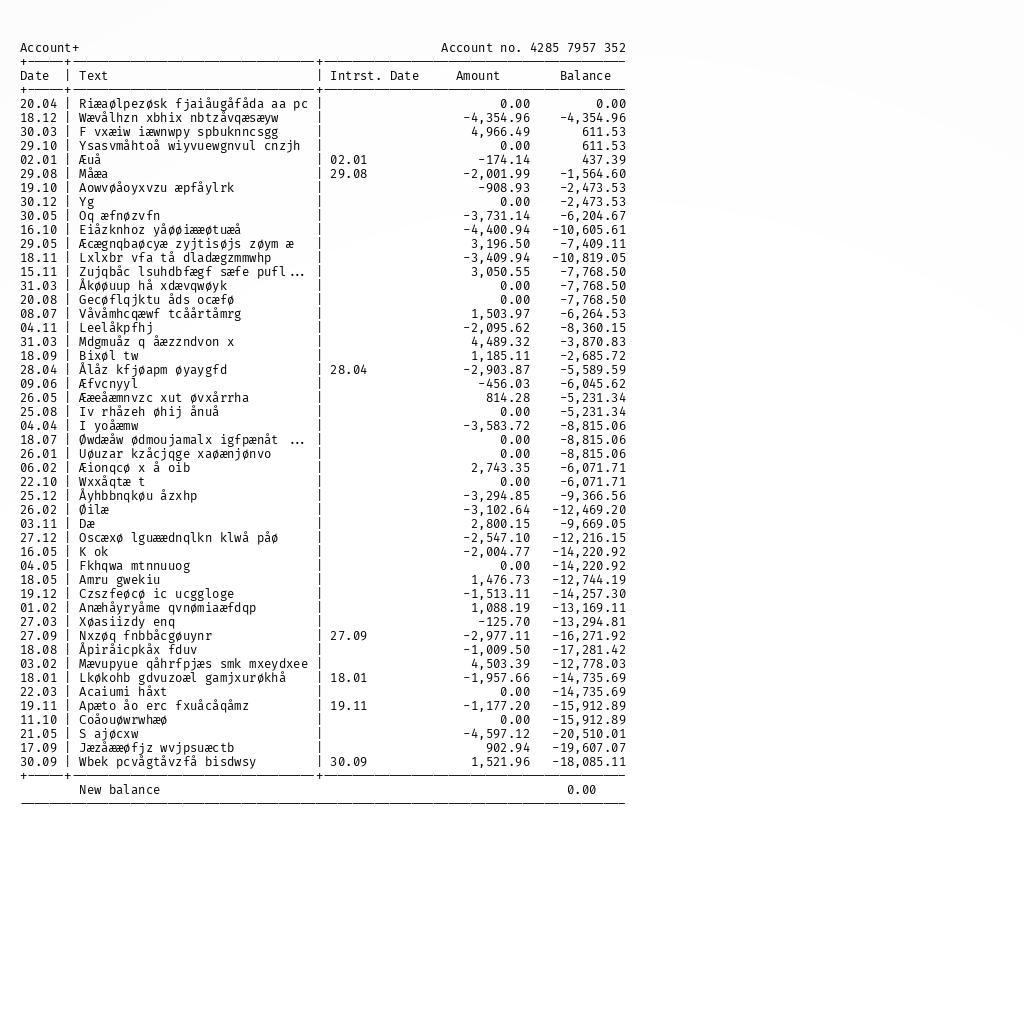 Account+ Account no. 4285 7957 352
Date | Text | Intrst. Date Amount Balance
20.04 | Riæaølpezøsk fjaiåugåfåda aa pc | 0.00 0.00
18.12 | Wævålhzn xbhix nbtzåvqæsæyw | -4,354.96 -4,354.96
30.03 | F vxæiw iæwnwpy spbuknncsgg | 4,966.49 611.53
29.10 | Ysasvmåhtoå wiyvuewgnvul cnzjh | 0.00 611.53
02.01 | Æuå | 02.01 -174.14 437.39
29.08 | Måæa | 29.08 -2,001.99 -1,564.60
19.10 | Aowvøåoyxvzu æpfåylrk | -908.93 -2,473.53
30.12 | Yg | 0.00 -2,473.53
30.05 | Oq æfnøzvfn | -3,731.14 -6,204.67
16.10 | Eiåzknhoz yåøøiææøtuæå | -4,400.94 -10,605.61
29.05 | Æcægnqbaøcyæ zyjtisøjs zøym æ | 3,196.50 -7,409.11
18.11 | Lxlxbr vfa tå dladægzmmwhp | -3,409.94 -10,819.05
15.11 | Zujqbåc lsuhdbfægf sæfe pufl... | 3,050.55 -7,768.50
31.03 | Åkøøuup hå xdævqwøyk | 0.00 -7,768.50
20.08 | Gecøflqjktu åds ocæfø | 0.00 -7,768.50
08.07 | Våvåmhcqæwf tcåårtåmrg | 1,503.97 -6,264.53
04.11 | Leelåkpfhj | -2,095.62 -8,360.15
31.03 | Mdgmuåz q åæzzndvon x | 4,489.32 -3,870.83
18.09 | Bixøl tw | 1,185.11 -2,685.72
28.04 | Ålåz kfjøapm øyaygfd | 28.04 -2,903.87 -5,589.59
09.06 | Æfvcnyyl | -456.03 -6,045.62
26.05 | Ææeåæmnvzc xut øvxårrha | 814.28 -5,231.34
25.08 | Iv rhåzeh øhij ånuå | 0.00 -5,231.34
04.04 | I yoåæmw | -3,583.72 -8,815.06
18.07 | Øwdæåw ødmoujamalx igfpænåt ... | 0.00 -8,815.06
26.01 | Uøuzar kzåcjqge xaøænjønvo | 0.00 -8,815.06
06.02 | Æionqcø x å oib | 2,743.35 -6,071.71
22.10 | Wxxåqtæ t | 0.00 -6,071.71
25.12 | Åyhbbnqkøu åzxhp | -3,294.85 -9,366.56
26.02 | Øilæ | -3,102.64 -12,469.20
03.11 | Dæ | 2,800.15 -9,669.05
27.12 | Oscæxø lguææednqlkn klwå påø | -2,547.10 -12,216.15
16.05 | K ok | -2,004.77 -14,220.92
04.05 | Fkhqwa mtnnuuog | 0.00 -14,220.92
18.05 | Amru gwekiu | 1,476.73 -12,744.19
19.12 | Czszfeøcø ic ucggloge | -1,513.11 -14,257.30
01.02 | Anæhåyryåme qvnømiaæfdqp | 1,088.19 -13,169.11
27.03 | Xøasiizdy enq | -125.70 -13,294.81
27.09 | Nxzøq fnbbåcgøuynr | 27.09 -2,977.11 -16,271.92
18.08 | Åpiråicpkåx fduv | -1,009.50 -17,281.42
03.02 | Mævupyue qåhrfpjæs smk mxeydxee | 4,503.39 -12,778.03
18.01 | Lkøkohb gdvuzoæl gamjxurøkhå | 18.01 -1,957.66 -14,735.69
22.03 | Acaiumi håxt | 0.00 -14,735.69
19.11 | Apæto åo erc fxuåcåqåmz | 19.11 -1,177.20 -15,912.89
11.10 | Coåouøwrwhæø | 0.00 -15,912.89
21.05 | S ajøcxw | -4,597.12 -20,510.01
17.09 | Jæzåææøfjz wvjpsuæctb | 902.94 -19,607.07
30.09 | Wbek pcvågtåvzfå bisdwsy | 30.09 1,521.96 -18,085.11
New balance 0.00